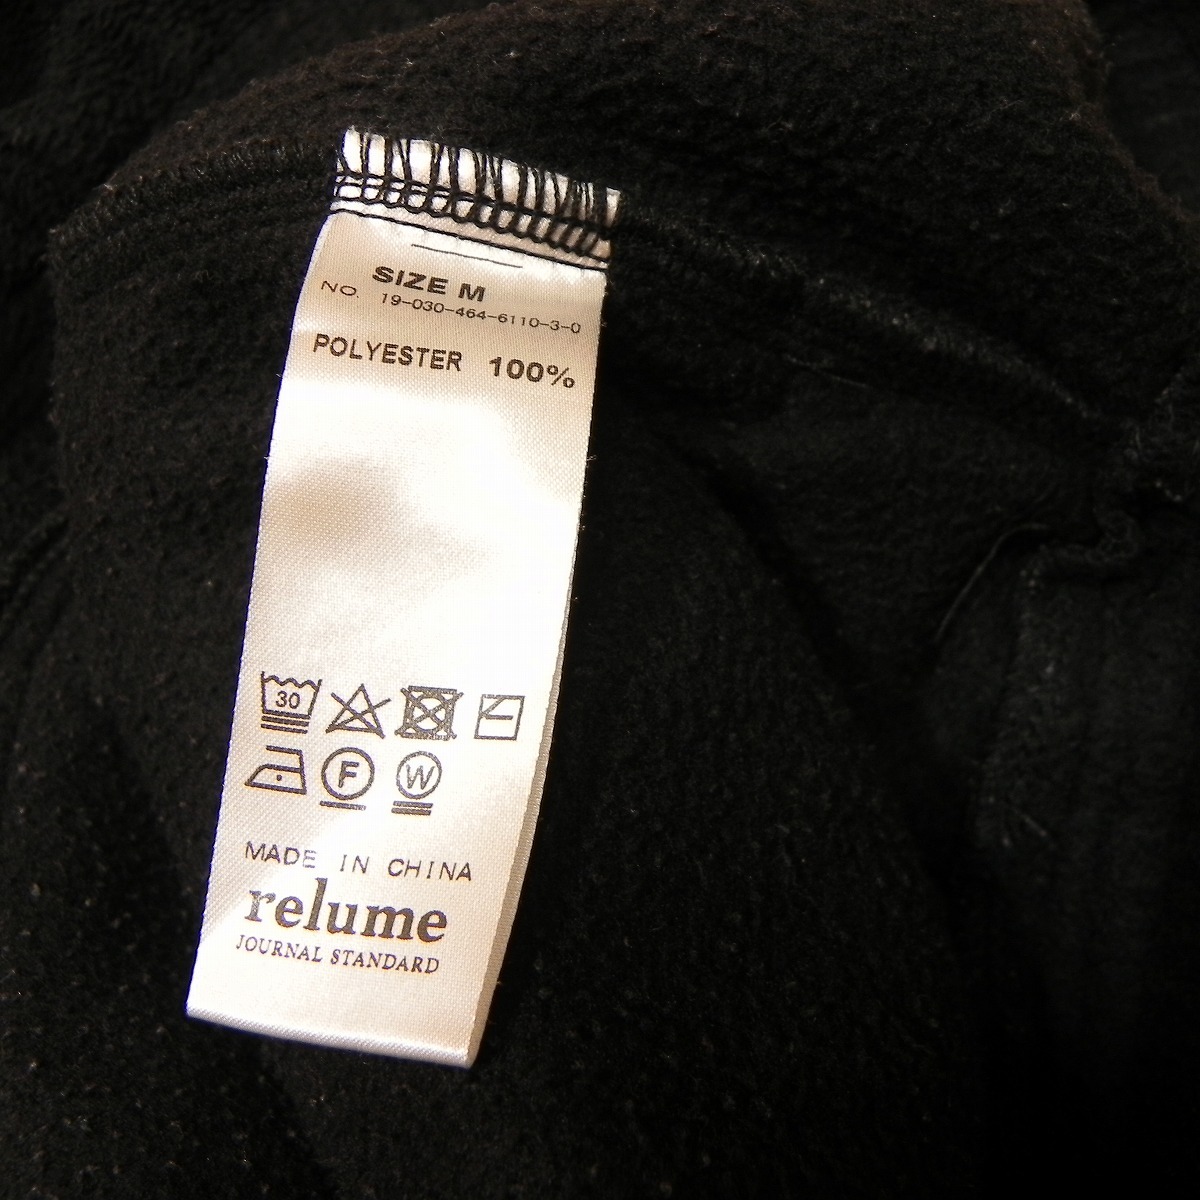 SIZE M
NO. 19-030-464-6110-3-0
POLYESTER 100%
30
F W
MADE IN CHINA
relume
JOURNAL STANDARD